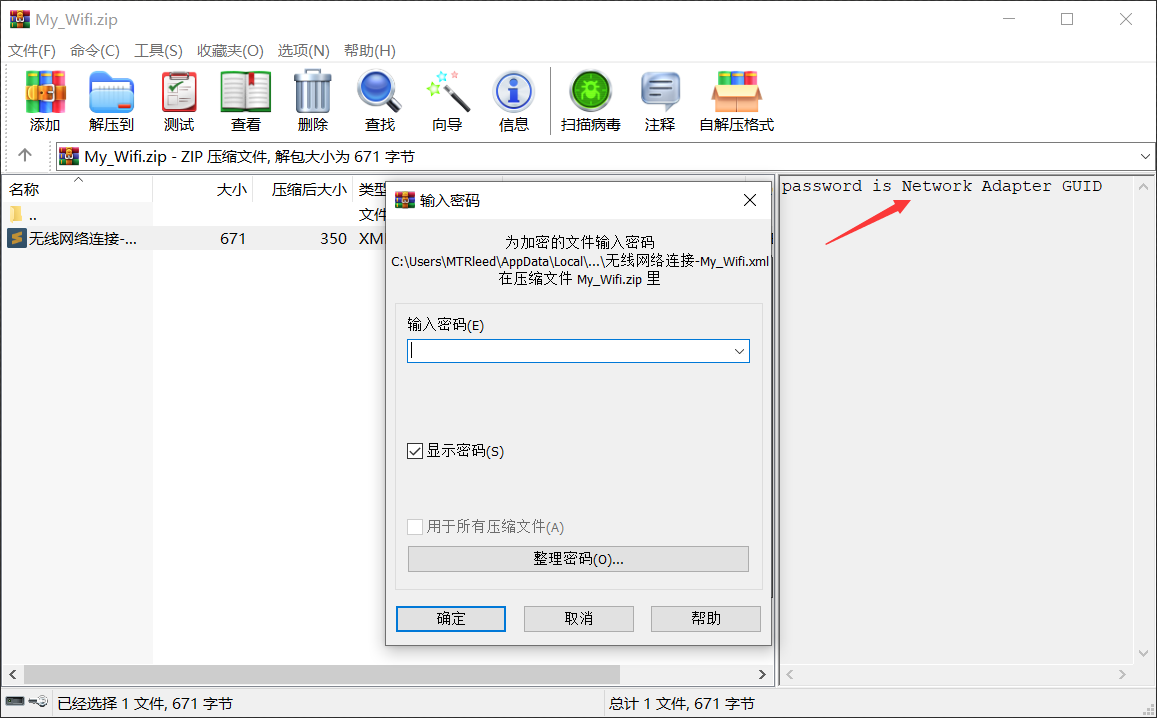 My_Wifi.zip
文件(F) 命令(C) 工具(S) 收藏夹(O) 选项(N) 帮助(H)
添加 解压到 测试 查看 删除 查找 向导 信息 扫描病毒 注释 自解压格式
My_Wifi.zip - ZIP 压缩文件, 解包大小为 671 字节
名称 大小 压缩后大小 类型
.. 文件
无线网络连接-... 671 350 XM
password is Network Adapter GUID
输入密码
为加密的文件输入密码
C:\Users\MTRleed\AppData\Local\...\无线网络连接-My_Wifi.xml
在压缩文件 My_Wifi.zip 里
输入密码(E)
显示密码(S)
用于所有压缩文件(A)
整理密码(O)...
确定 取消 帮助
已经选择 1 文件, 671 字节 总计 1 文件, 671 字节